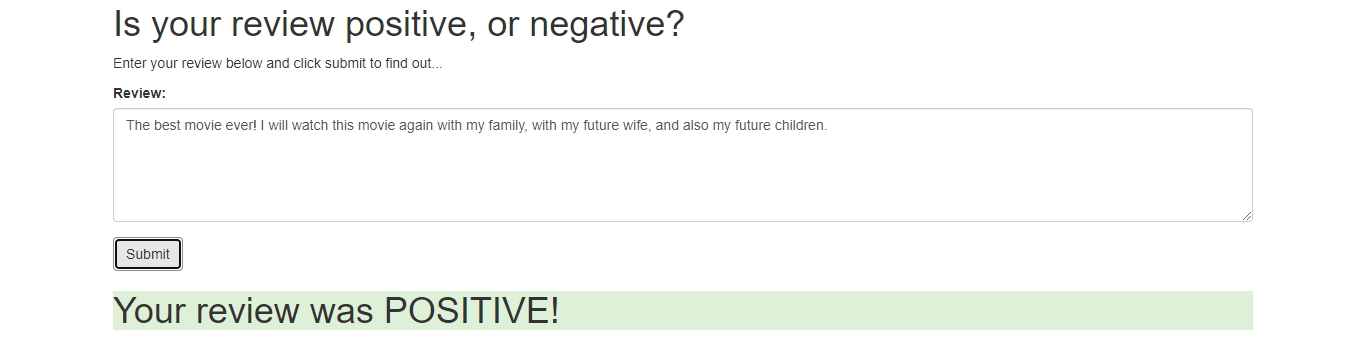 Is your review positive, or negative?
Enter your review below and click submit to find out...
Review:
The best movie ever! I will watch this movie again with my family, with my future wife, and also my future children.
Submit
Your review was POSITIVE!